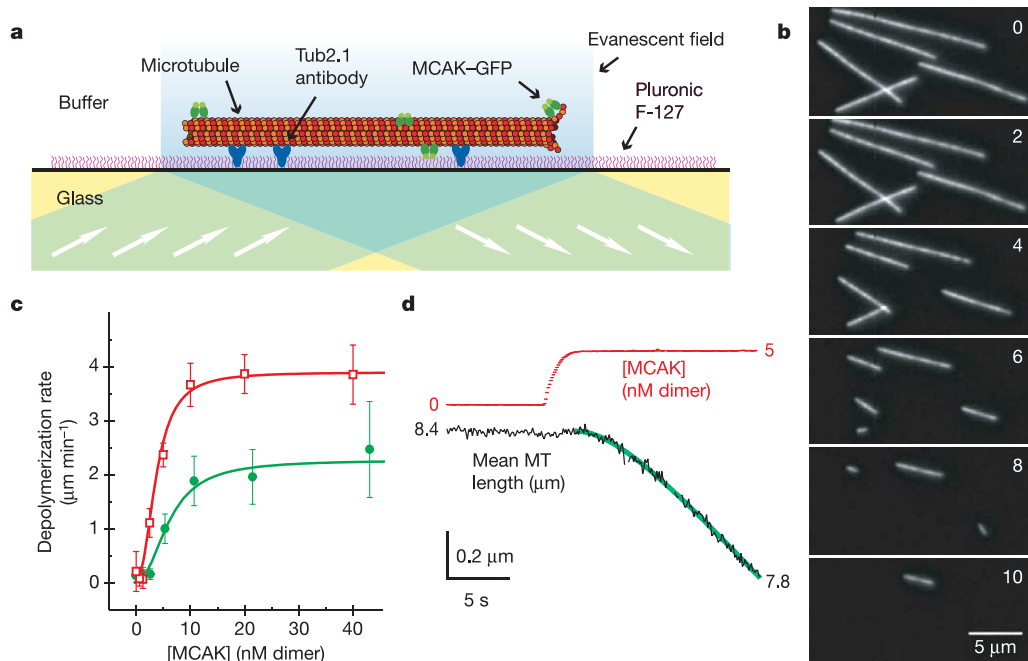 a
Buffer
Microtubule
Tub2.1
antibody
MCAK–GFP
Evanescent field
Pluronic
F-127
Glass
b
0
2
4
6
8
10
5 µm
c
Depolymerization rate
(µm min⁻¹)
4
3
2
1
0
0 10 20 30 40
[MCAK] (nM dimer)
d
0
5
[MCAK]
(nM dimer)
8.4
Mean MT
length (µm)
0.2 µm
5 s
7.8